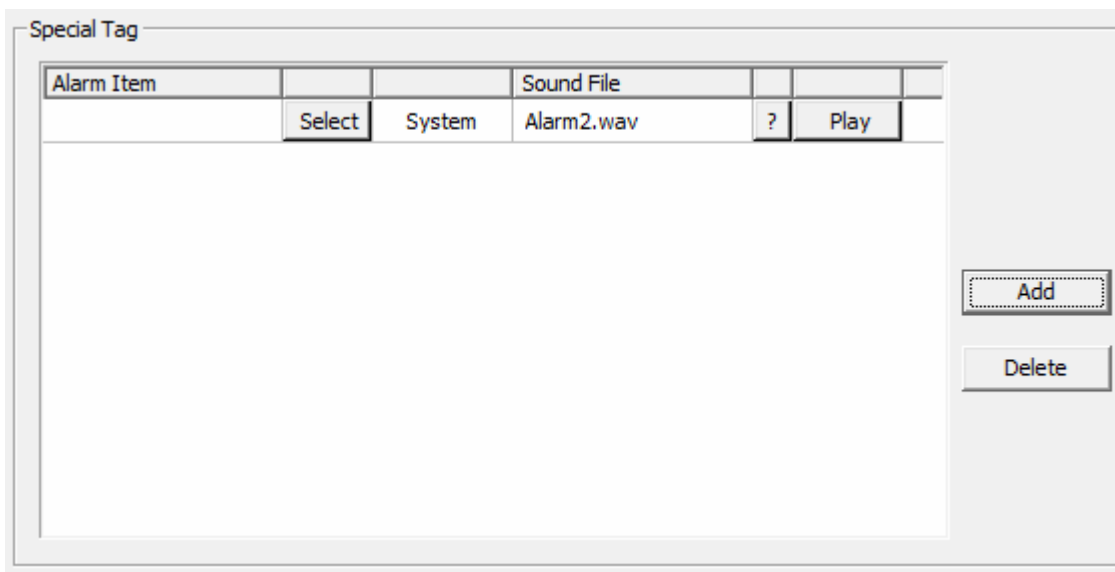 Special Tag
Alarm Item Sound File
Select System Alarm2.wav ? Play
Add
Delete